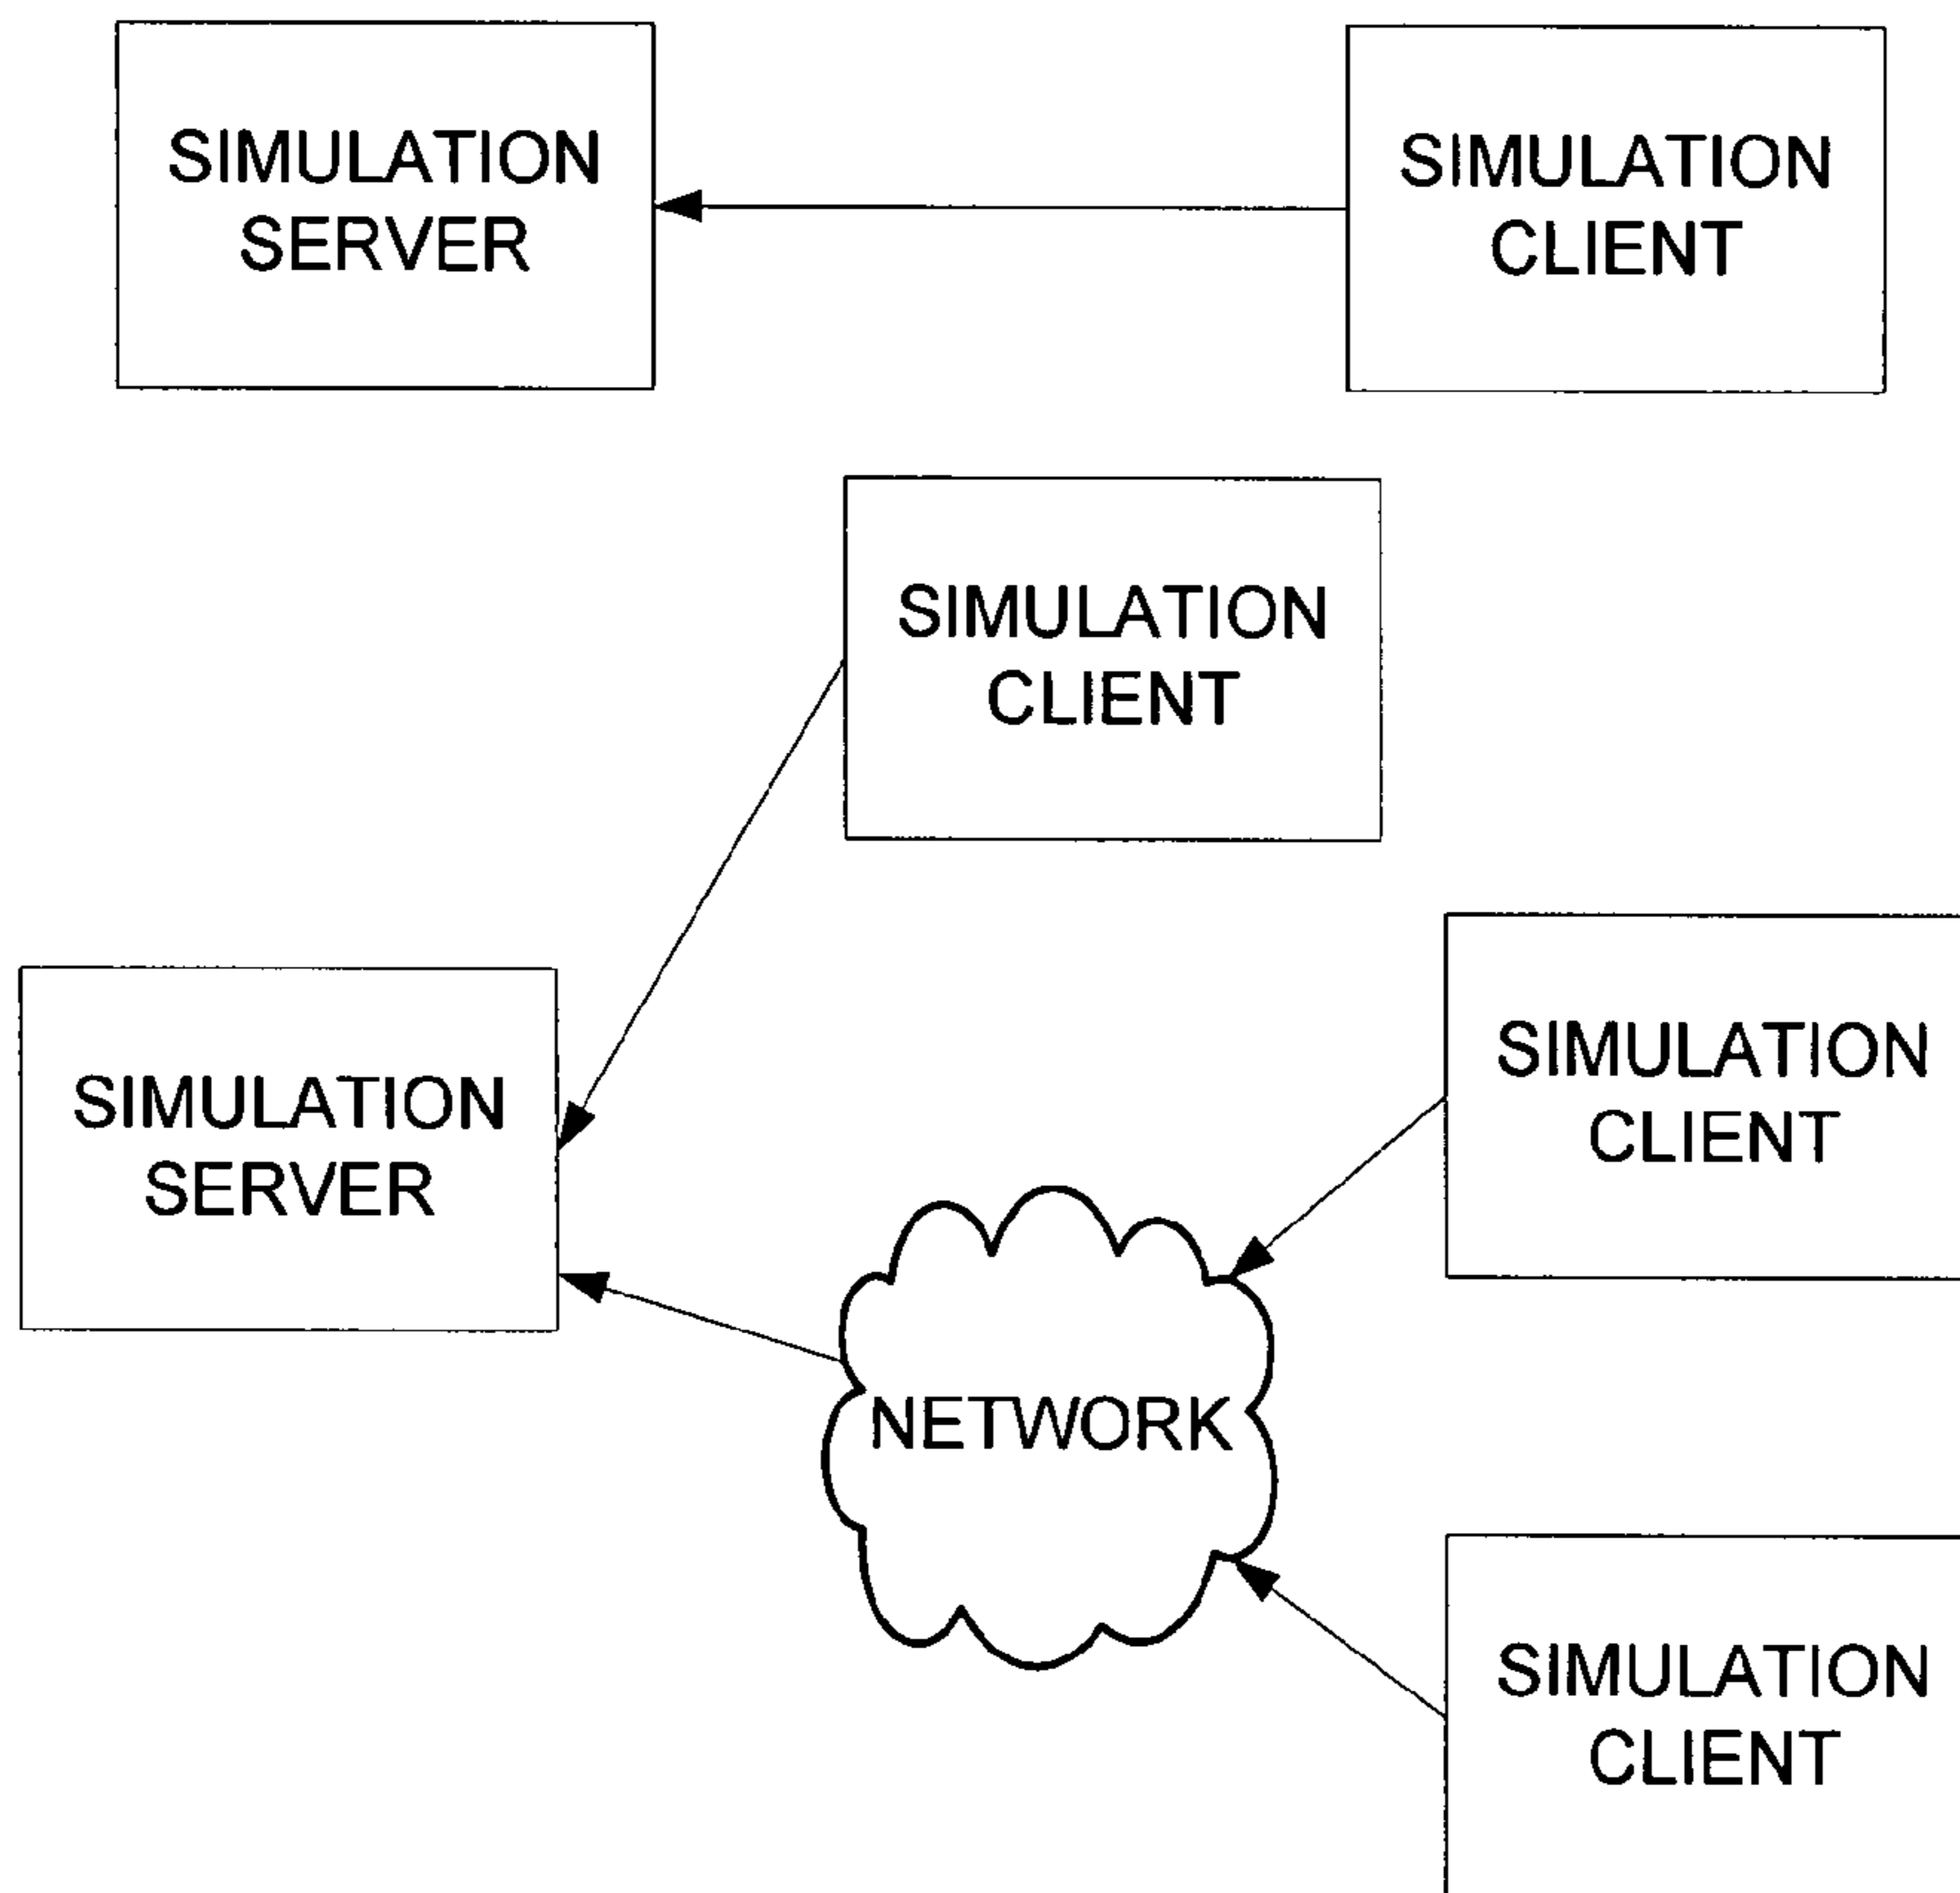 SIMULATION
SERVER
SIMULATION
CLIENT
SIMULATION
CLIENT
SIMULATION
SERVER
SIMULATION
CLIENT
NETWORK
SIMULATION
CLIENT